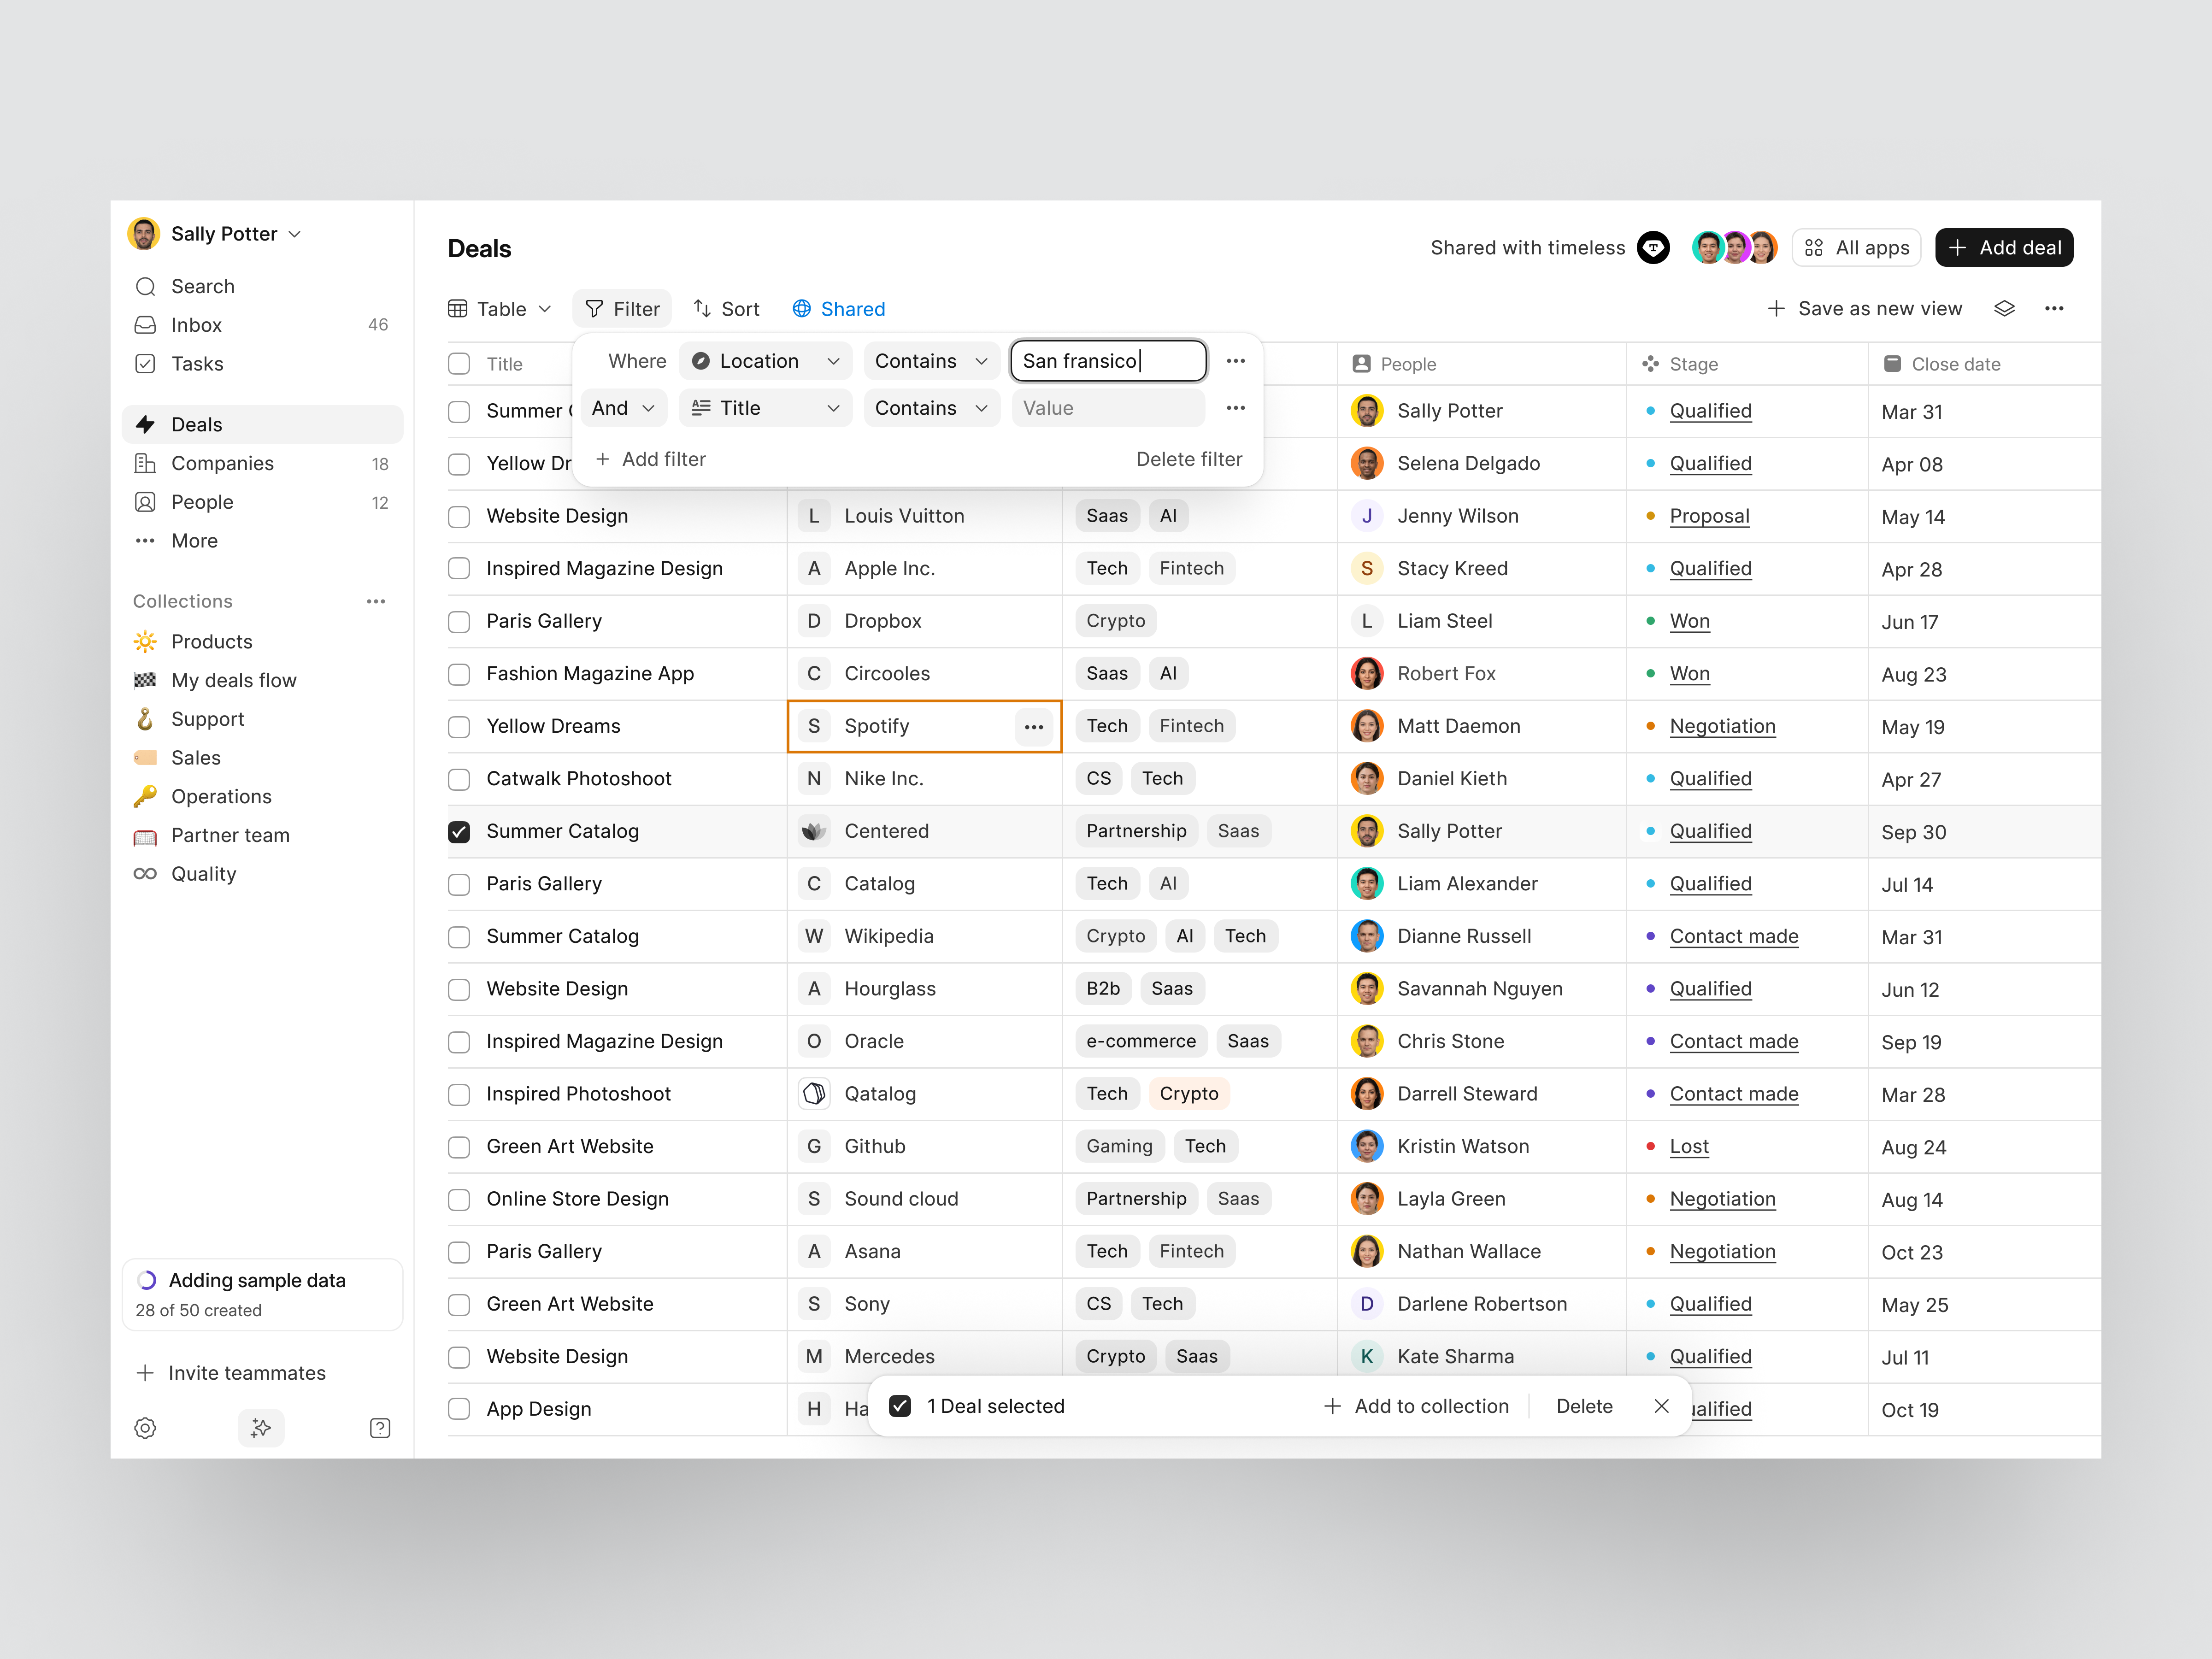 Sally Potter
Search
Inbox 46
Tasks
Deals
Companies 18
People 12
More
Collections
Products
My deals flow
Support
Sales
Operations
Partner team
Quality
Adding sample data
28 of 50 created
Invite teammates
Deals
Shared with timeless T All apps + Add deal
Table Filter Sort Shared + Save as new view
Where Location Contains San fransico
And Title Contains Value
+ Add filter Delete filter
Title People Stage Close date
Summer Sally Potter Qualified Mar 31
Yellow Selena Delgado Qualified Apr 08
Website Design L Louis Vuitton Saas AI J Jenny Wilson Proposal May 14
Inspired Magazine Design A Apple Inc. Tech Fintech S Stacy Kreed Qualified Apr 28
Paris Gallery D Dropbox Crypto L Liam Steel Won Jun 17
Fashion Magazine App C Circooles Saas AI Robert Fox Won Aug 23
Yellow Dreams S Spotify Tech Fintech Matt Daemon Negotiation May 19
Catwalk Photoshoot N Nike Inc. CS Tech Daniel Kieth Qualified Apr 27
Summer Catalog Centered Partnership Saas Sally Potter Qualified Sep 30
Paris Gallery C Catalog Tech AI Liam Alexander Qualified Jul 14
Summer Catalog W Wikipedia Crypto AI Tech Dianne Russell Contact made Mar 31
Website Design A Hourglass B2b Saas Savannah Nguyen Qualified Jun 12
Inspired Magazine Design O Oracle e-commerce Saas Chris Stone Contact made Sep 19
Inspired Photoshoot Qatalog Tech Crypto Darrell Steward Contact made Mar 28
Green Art Website G Github Gaming Tech Kristin Watson Lost Aug 24
Online Store Design S Sound cloud Partnership Saas Layla Green Negotiation Aug 14
Paris Gallery A Asana Tech Fintech Nathan Wallace Negotiation Oct 23
Green Art Website S Sony CS Tech D Darlene Robertson Qualified May 25
Website Design M Mercedes Crypto Saas K Kate Sharma Qualified Jul 11
App Design H Ha ualified Oct 19
1 Deal selected + Add to collection Delete